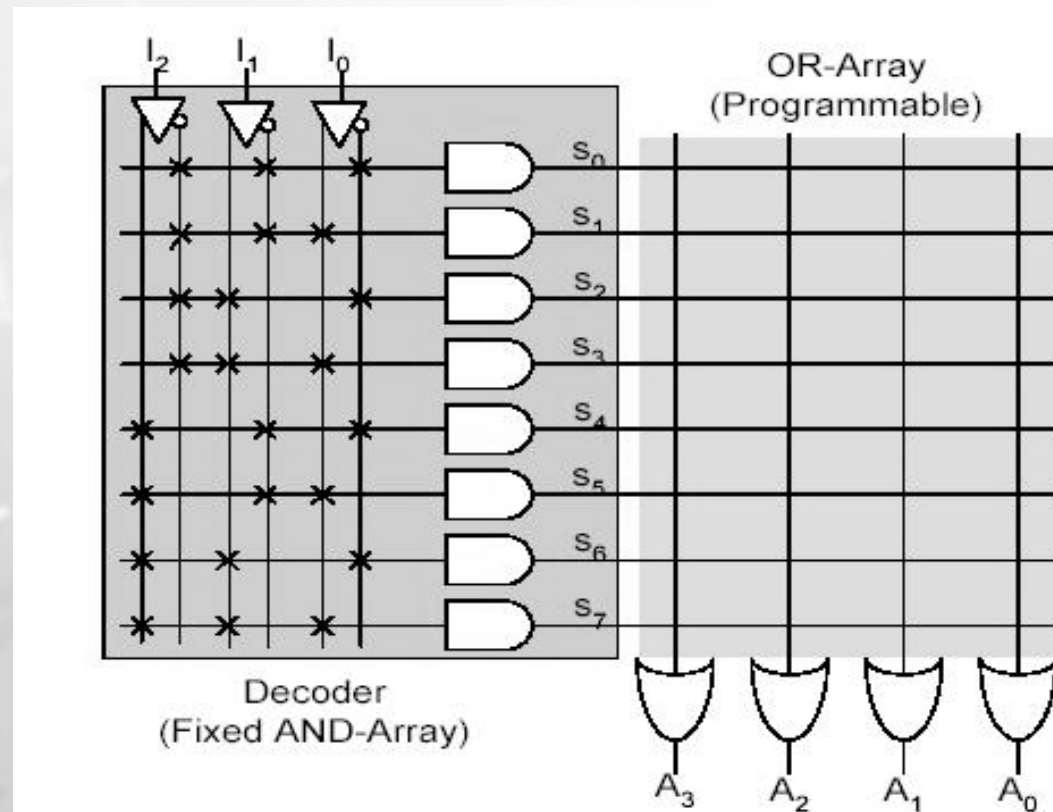 I₂ I₁ I₀
OR-Array
(Programmable)
S₀
S₁
S₂
S₃
S₄
S₅
S₆
S₇
Decoder
(Fixed AND-Array)
A₃ A₂ A₁ A₀